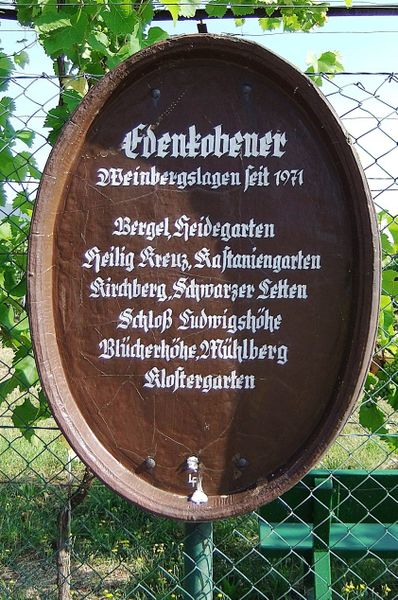 Edenkobener
Weinbergslagen seit 1971
Bergel, Heidegarten
Heilig Kreuz, Kastaniengarten
Kirchberg, Schwarzer Letten
Schloß Ludwigshöhe
Blücherhöhe, Mühlberg
Klostergarten